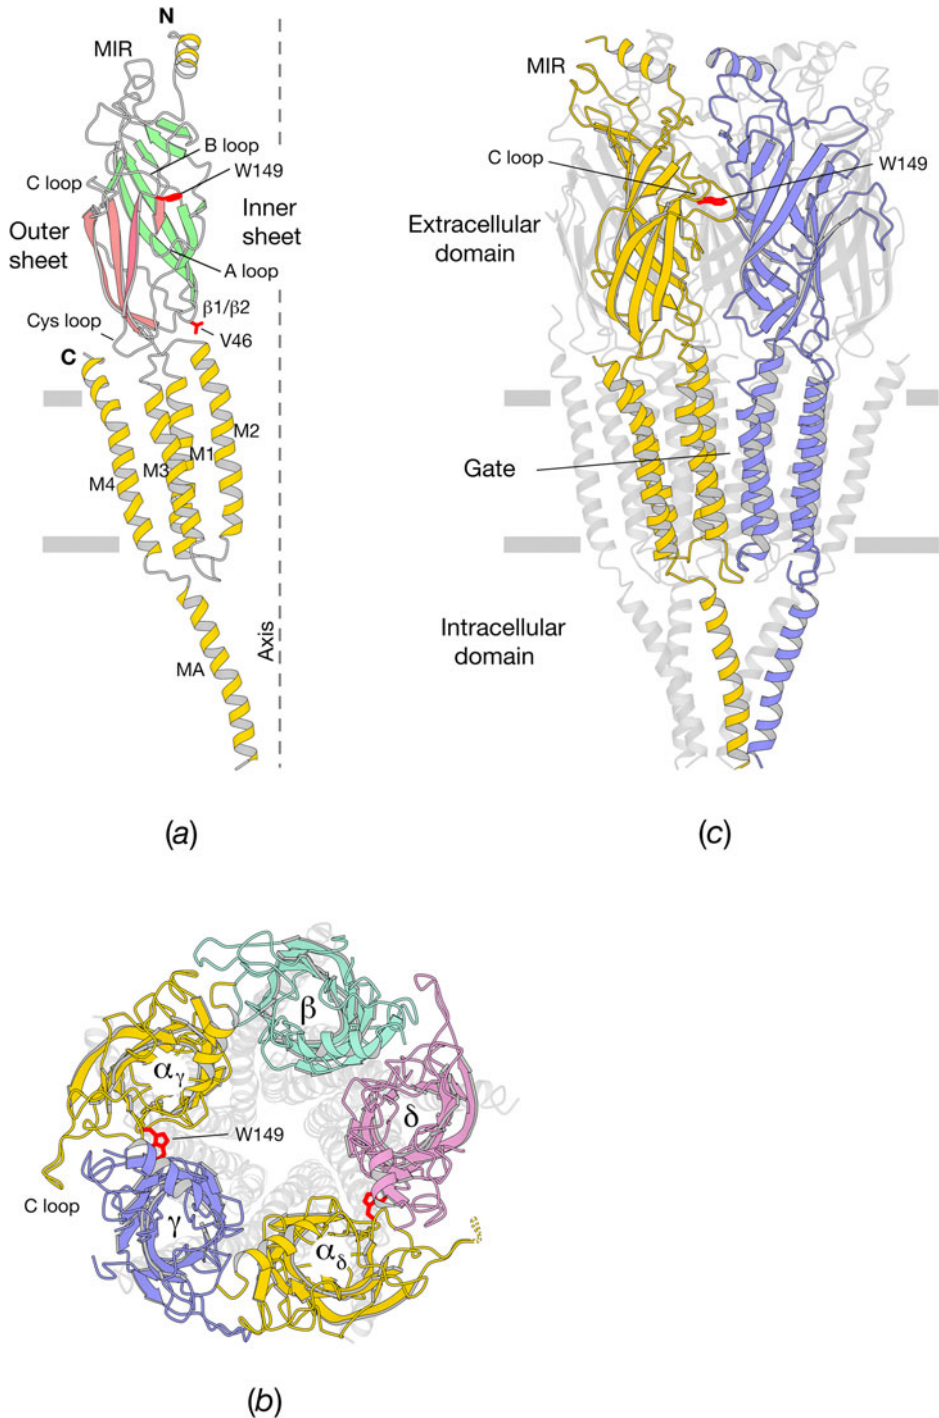 N
MIR
B loop
W149
C loop
Outer
sheet
Inner
sheet
A loop
β1/β2
Cys loop
V46
C
M2
M1
M3
M4
Axis
MA
(a)
MIR
C loop
W149
Extracellular
domain
Gate
Intracellular
domain
(c)
β
αγ
δ
W149
C loop
γ
αδ
(b)